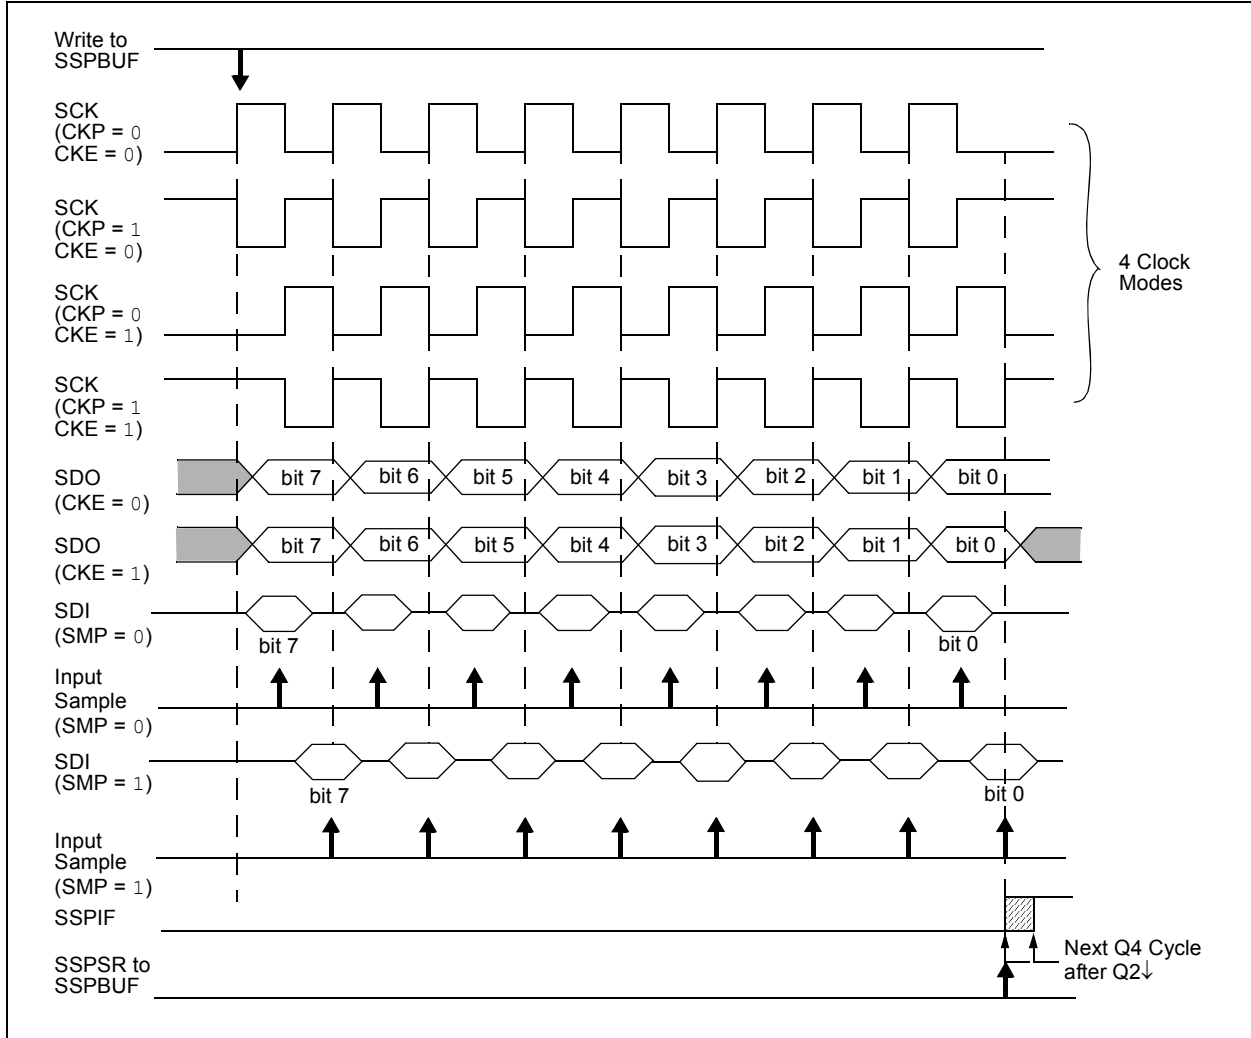 Write to
SSPBUF
SCK
(CKP = 0
CKE = 0)
SCK
(CKP = 1
CKE = 0)
4 Clock
Modes
SCK
(CKP = 0
CKE = 1)
SCK
(CKP = 1
CKE = 1)
SDO
(CKE = 0)
bit 7 bit 6 bit 5 bit 4 bit 3 bit 2 bit 1 bit 0
SDO
(CKE = 1)
bit 7 bit 6 bit 5 bit 4 bit 3 bit 2 bit 1 bit 0
SDI
(SMP = 0)
bit 7 bit 0
Input
Sample
(SMP = 0)
SDI
(SMP = 1)
bit 7 bit 0
Input
Sample
(SMP = 1)
SSPIF
Next Q4 Cycle
after Q2↓
SSPSR to
SSPBUF